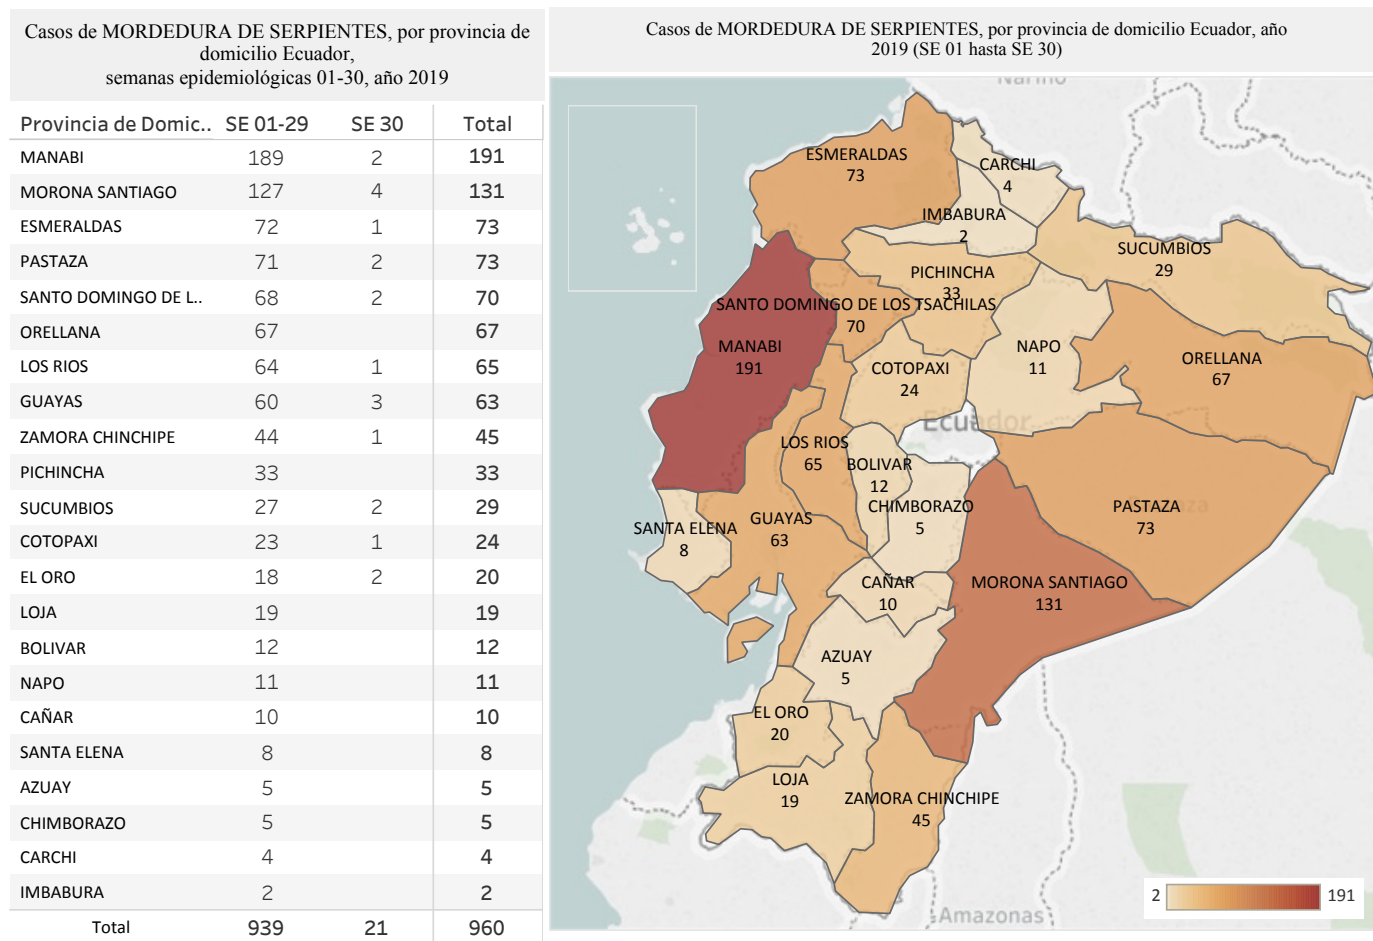 Casos de MORDEDURA DE SERPIENTES, por provincia de
domicilio Ecuador,
semanas epidemiológicas 01-30, año 2019
Provincia de Domic.. SE 01-29 SE 30 Total
MANABI 189 2 191
MORONA SANTIAGO 127 4 131
ESMERALDAS 72 1 73
PASTAZA 71 2 73
SANTO DOMINGO DE L.. 68 2 70
ORELLANA 67 67
LOS RIOS 64 1 65
GUAYAS 60 3 63
ZAMORA CHINCHIPE 44 1 45
PICHINCHA 33 33
SUCUMBIOS 27 2 29
COTOPAXI 23 1 24
EL ORO 18 2 20
LOJA 19 19
BOLIVAR 12 12
NAPO 11 11
CAÑAR 10 10
SANTA ELENA 8 8
AZUAY 5 5
CHIMBORAZO 5 5
CARCHI 4 4
IMBABURA 2 2
Total 939 21 960
Casos de MORDEDURA DE SERPIENTES, por provincia de domicilio Ecuador, año
2019 (SE 01 hasta SE 30)
Nariño
ESMERALDAS
73
CARCHI
4
IMBABURA
2
SUCUMBIOS
29
PICHINCHA
33
SANTO DOMINGO DE LOS TSACHILAS
70
MANABI
191
NAPO
11
ORELLANA
67
COTOPAXI
24
Ecuador
LOS RIOS
65
BOLIVAR
12
CHIMBORAZO
5
PASTAZA
73
SANTA ELENA
8
GUAYAS
63
CAÑAR
10
MORONA SANTIAGO
131
AZUAY
5
EL ORO
20
LOJA
19
ZAMORA CHINCHIPE
45
2 191
Amazonas